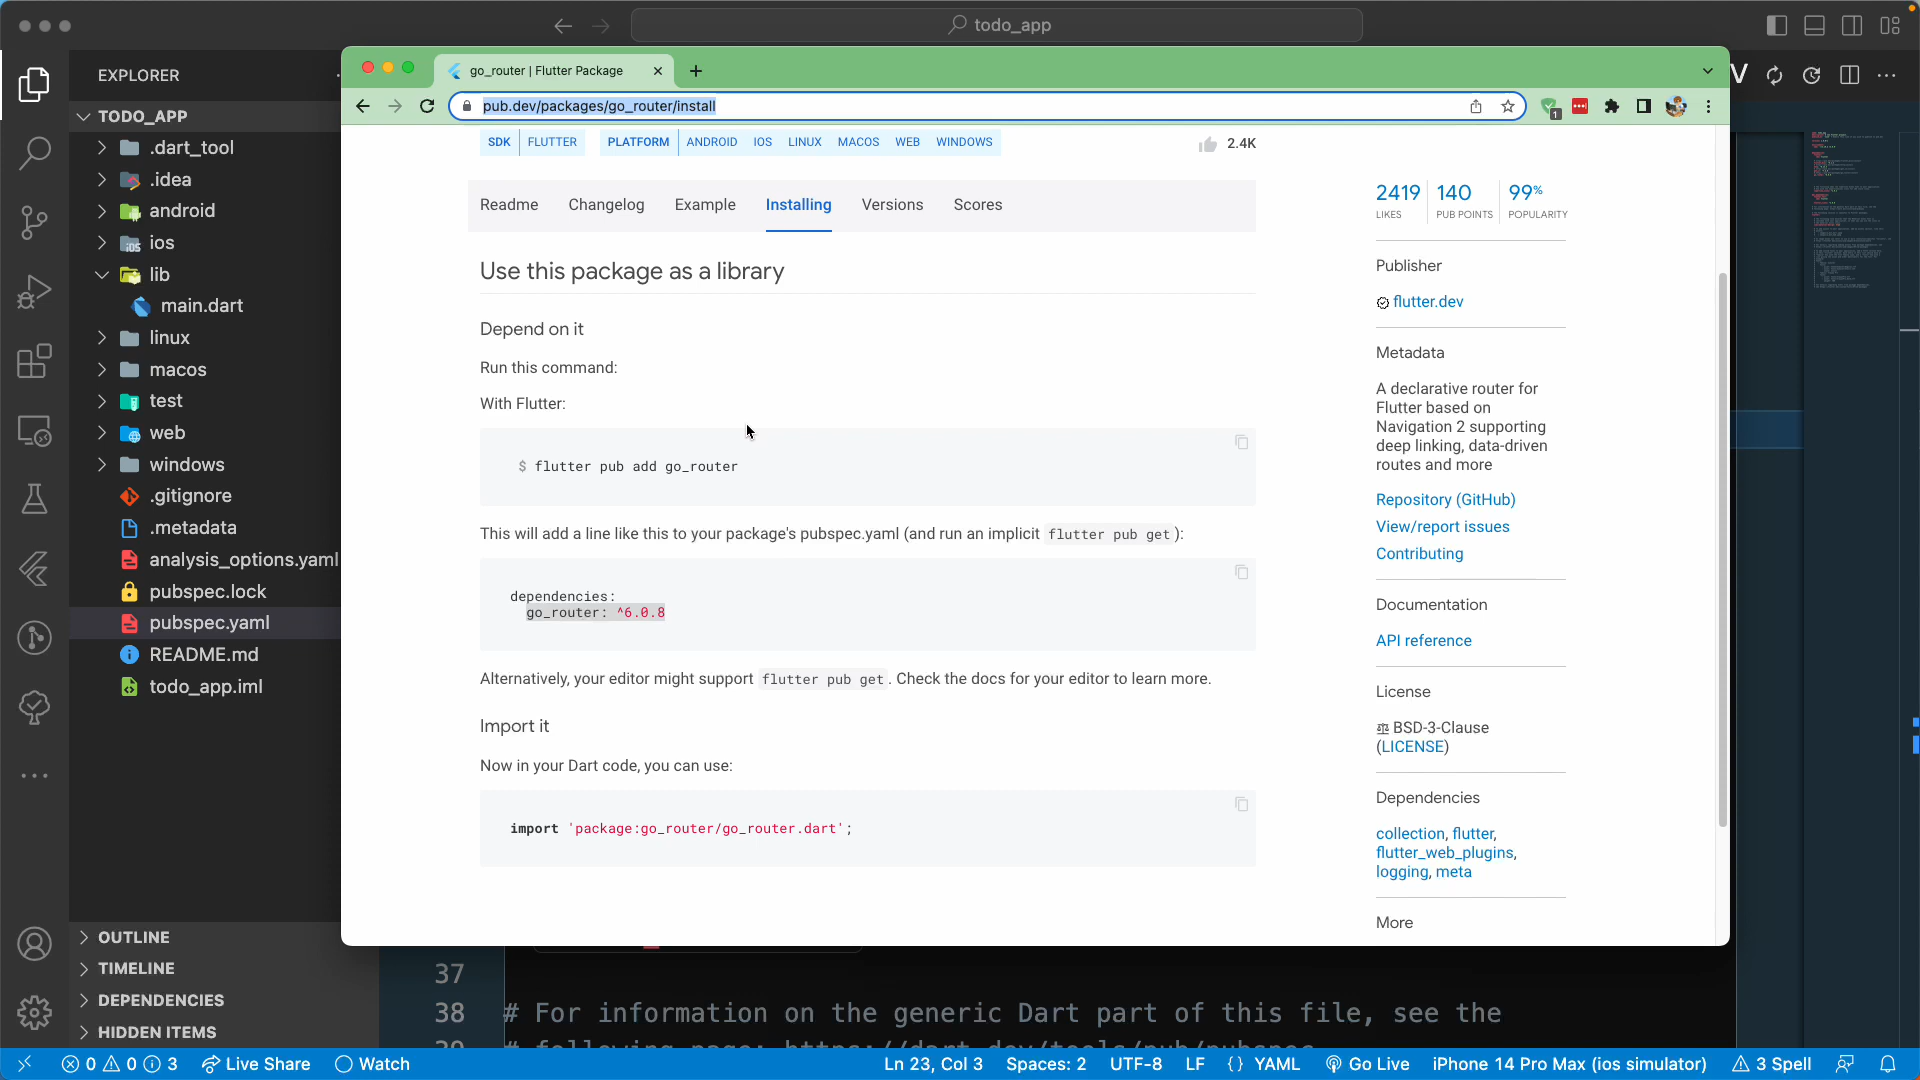 todo_app
EXPLORER
TODO_APP
.dart_tool
.idea
android
ios
lib
main.dart
linux
macos
test
web
windows
.gitignore
.metadata
analysis_options.yaml
pubspec.lock
pubspec.yaml
README.md
todo_app.iml
OUTLINE
TIMELINE
DEPENDENCIES
HIDDEN ITEMS
go_router | Flutter Package
pub.dev/packages/go_router/install
1
SDK FLUTTER PLATFORM ANDROID IOS LINUX MACOS WEB WINDOWS
2.4K
Readme Changelog Example Installing Versions Scores
Use this package as a library
Depend on it
Run this command:
With Flutter:
$ flutter pub add go_router
This will add a line like this to your package's pubspec.yaml (and run an implicit flutter pub get):
dependencies:
go_router: ^6.0.8
Alternatively, your editor might support flutter pub get. Check the docs for your editor to learn more.
Import it
Now in your Dart code, you can use:
import 'package:go_router/go_router.dart';
2419 140 99%
LIKES PUB POINTS POPULARITY
Publisher
flutter.dev
Metadata
A declarative router for
Flutter based on
Navigation 2 supporting
deep linking, data-driven
routes and more
Repository (GitHub)
View/report issues
Contributing
Documentation
API reference
License
BSD-3-Clause
(LICENSE)
Dependencies
collection, flutter,
flutter_web_plugins,
logging, meta
More
37
38 # For information on the generic Dart part of this file, see the
39 # following page: https://dart.dev/tools/pub/pubspec
0 0 3 Live Share Watch Ln 23, Col 3 Spaces: 2 UTF-8 LF {} YAML Go Live iPhone 14 Pro Max (ios simulator) 3 Spell